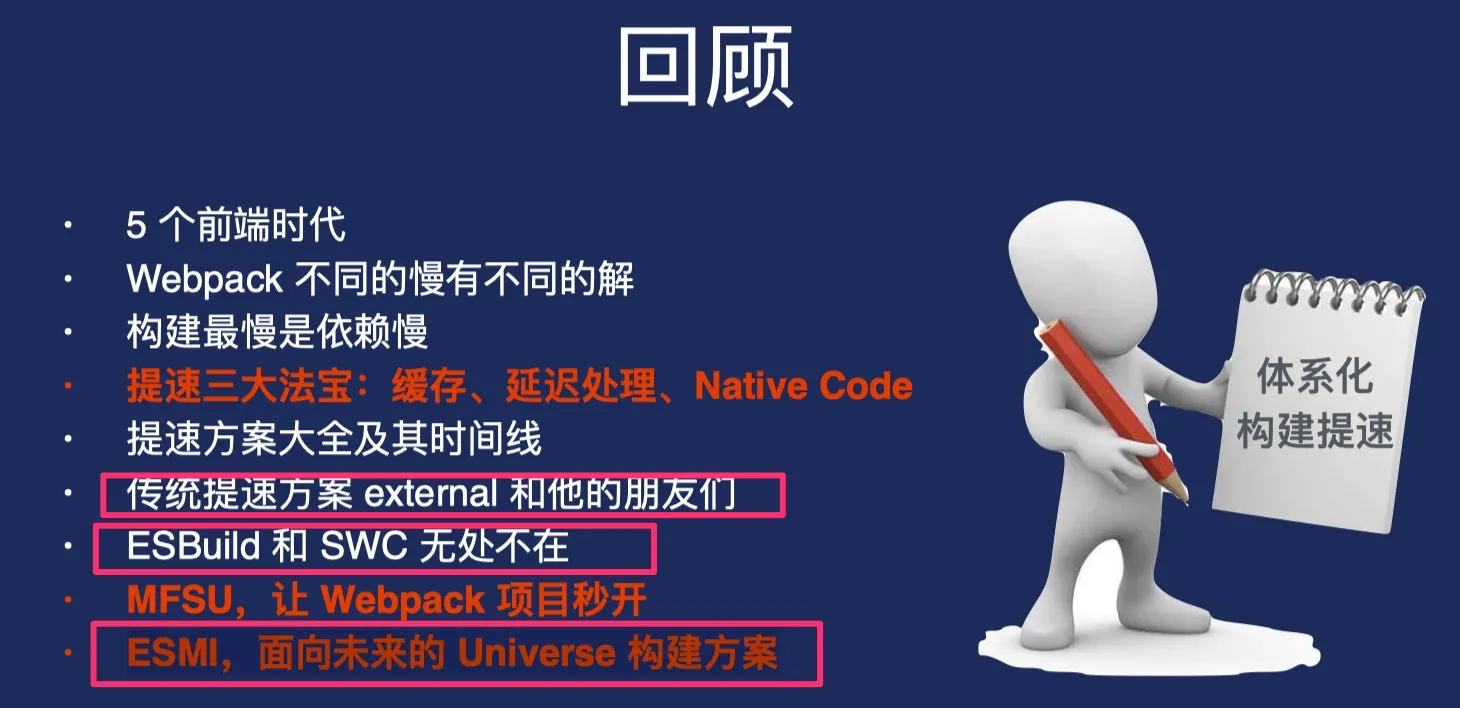 回顾
5 个前端时代
Webpack 不同的慢有不同的解
构建最慢是依赖慢
提速三大法宝：缓存、延迟处理、Native Code
提速方案大全及其时间线
传统提速方案 external 和他的朋友们
ESBuild 和 SWC 无处不在
MFSU，让 Webpack 项目秒开
ESMI，面向未来的 Universe 构建方案
体系化
构建提速